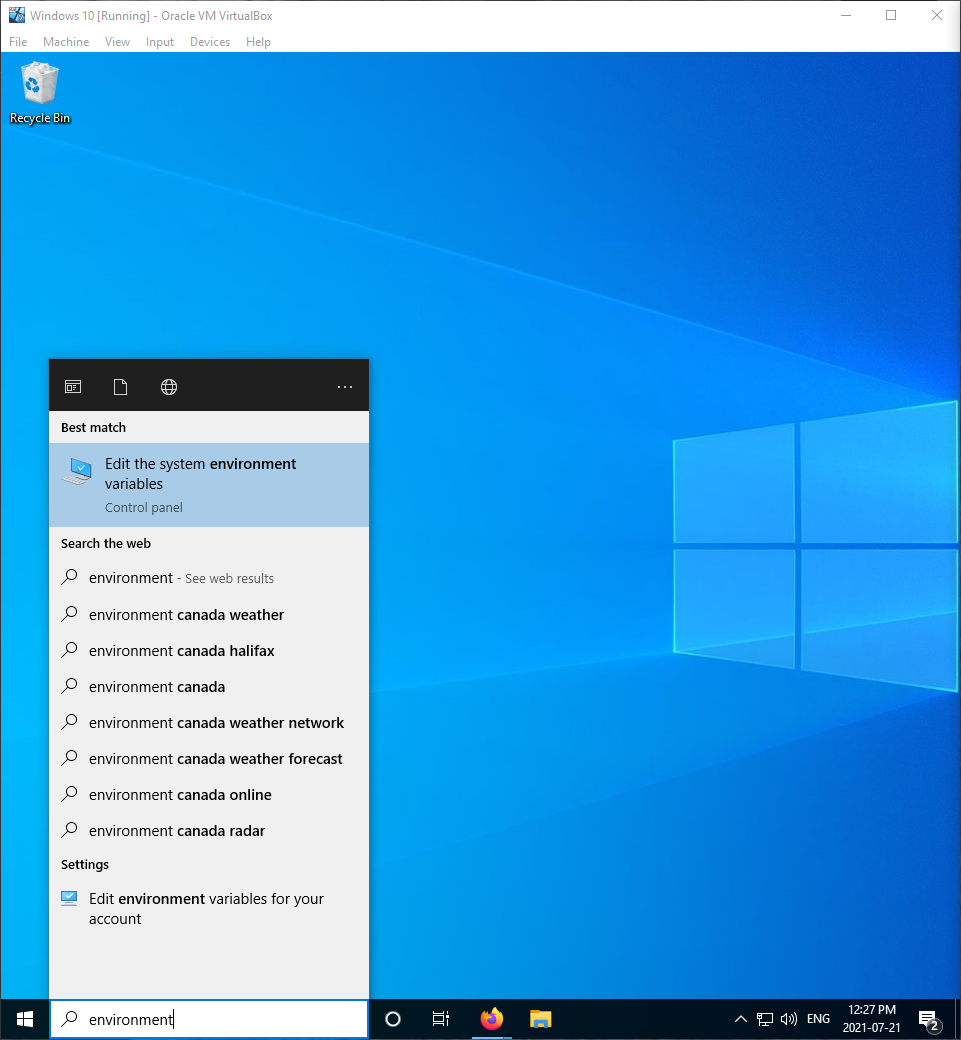 Windows 10 [Running] - Oracle VM VirtualBox
File Machine View Input Devices Help
Recycle Bin
Best match
Edit the system environment
variables
Control panel
Search the web
environment - See web results
environment canada weather
environment canada halifax
environment canada
environment canada weather network
environment canada weather forecast
environment canada online
environment canada radar
Settings
Edit environment variables for your
account
environment
ENG
12:27 PM
2021-07-21
2